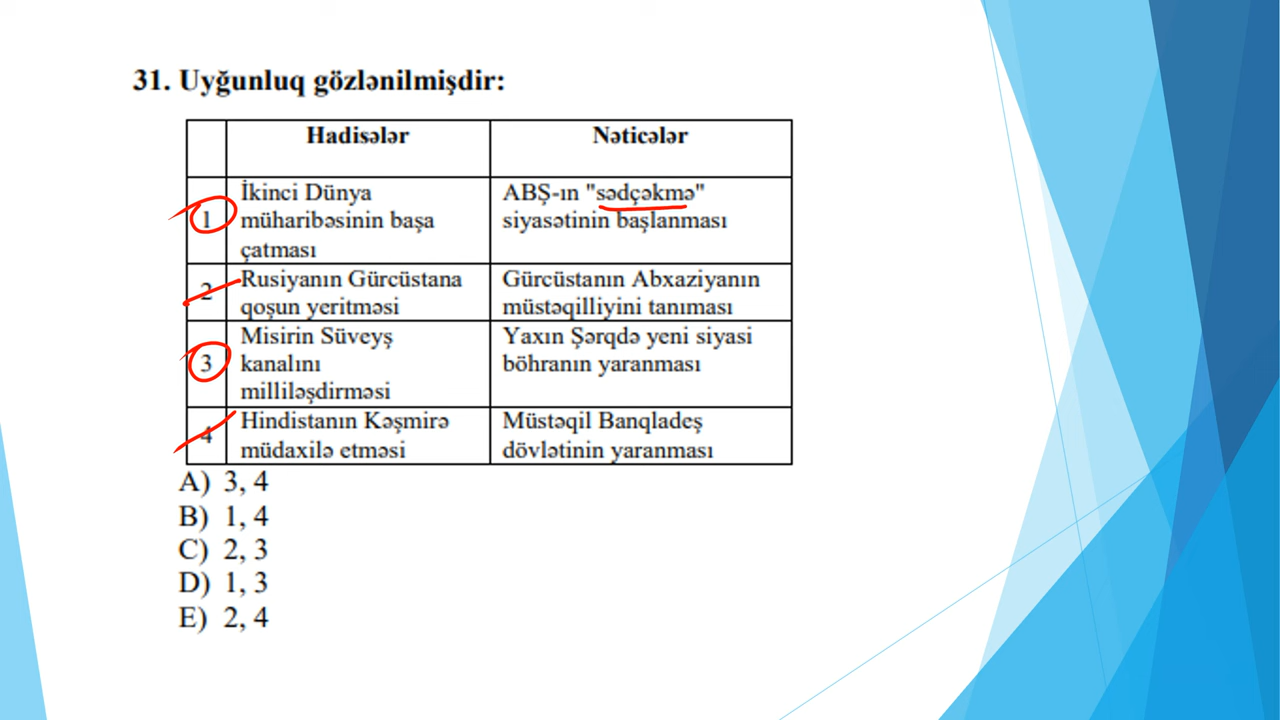 31. Uyğunluq gözlənilmişdir:
Hadisələr
Nəticələr
1
İkinci Dünya
müharibəsinin başa
çatması
ABŞ-ın "sədçəkmə"
siyasətinin başlanması
2
Rusiyanın Gürcüstana
qoşun yeritməsi
Gürcüstanın Abxaziyanın
müstəqilliyini tanıması
3
Misirin Süveyş
kanalını
milliləşdirməsi
Yaxın Şərqdə yeni siyasi
böhranın yaranması
4
Hindistanın Kəşmirə
müdaxilə etməsi
Müstəqil Banqladeş
dövlətinin yaranması
A) 3, 4
B) 1, 4
C) 2, 3
D) 1, 3
E) 2, 4